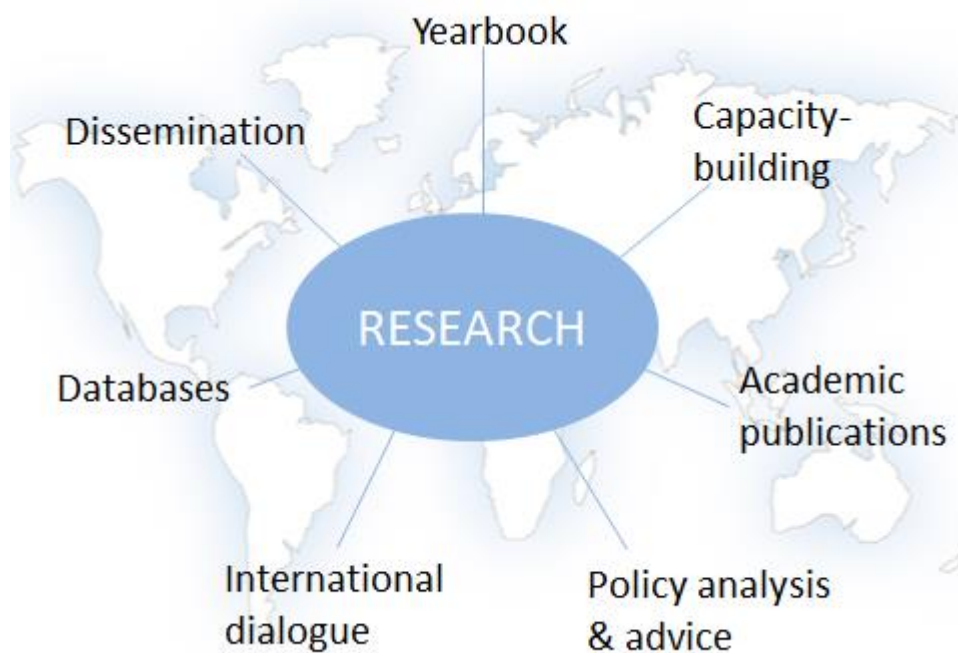 Yearbook
Dissemination
Capacity-
building
RESEARCH
Databases
Academic
publications
International
dialogue
Policy analysis
& advice